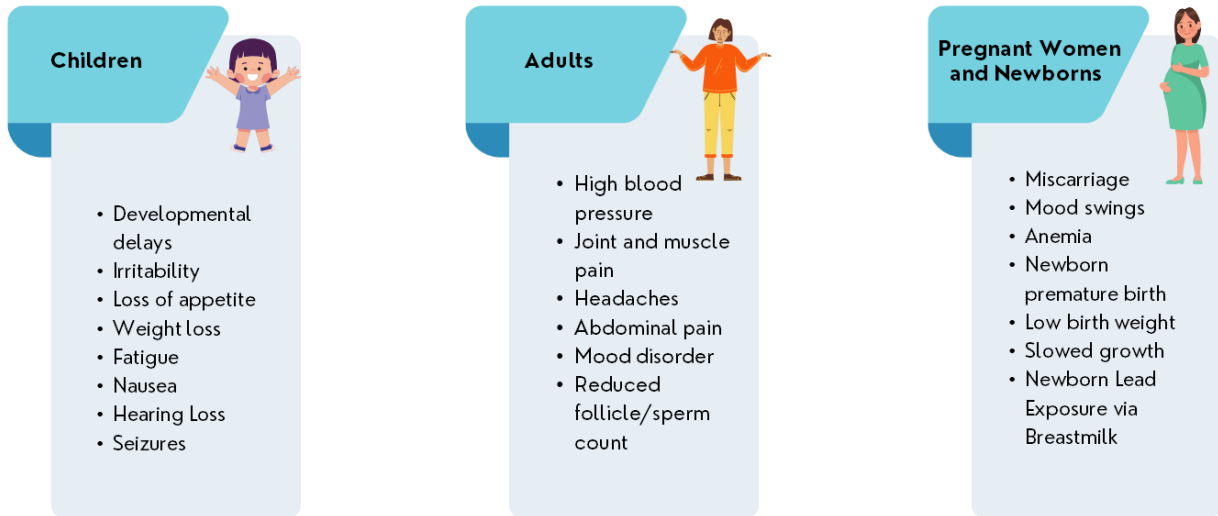 Children
• Developmental
delays
• Irritability
• Loss of appetite
• Weight loss
• Fatigue
• Nausea
• Hearing Loss
• Seizures
Adults
• High blood
pressure
• Joint and muscle
pain
• Headaches
• Abdominal pain
• Mood disorder
• Reduced
follicle/sperm
count
Pregnant Women
and Newborns
• Miscarriage
• Mood swings
• Anemia
• Newborn
premature birth
• Low birth weight
• Slowed growth
• Newborn Lead
Exposure via
Breastmilk